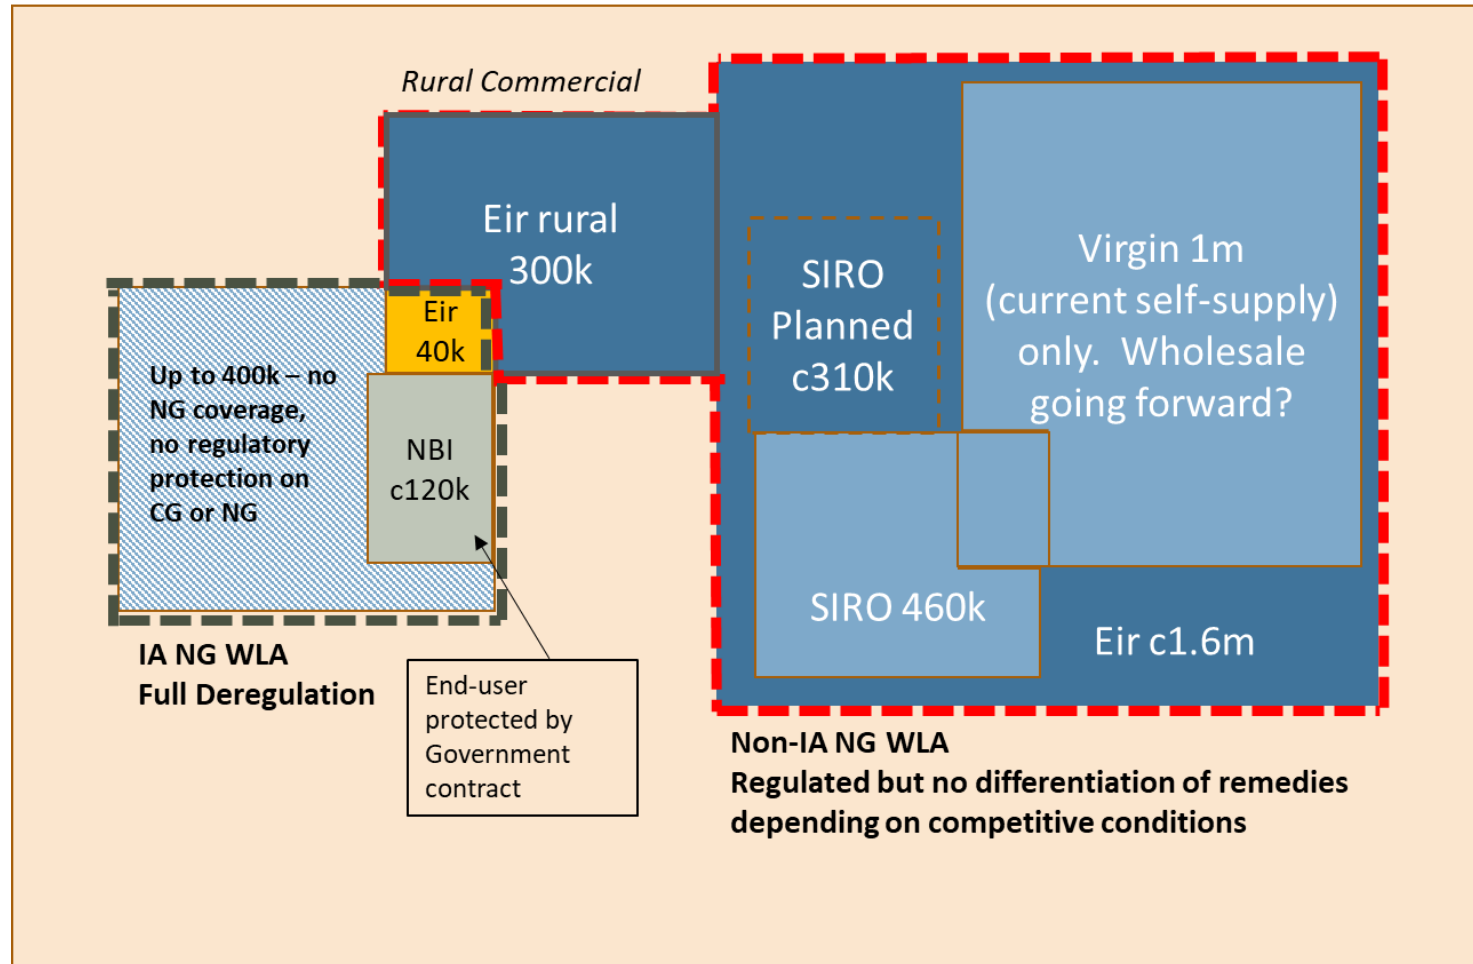 Rural Commercial
Eir rural
300k
Eir
40k
Up to 400k – no
NG coverage,
no regulatory
protection on
CG or NG
NBI
c120k
IA NG WLA
Full Deregulation
End-user
protected by
Government
contract
SIRO
Planned
c310k
Virgin 1m
(current self-supply)
only.  Wholesale
going forward?
SIRO 460k
Eir c1.6m
Non-IA NG WLA
Regulated but no differentiation of remedies
depending on competitive conditions